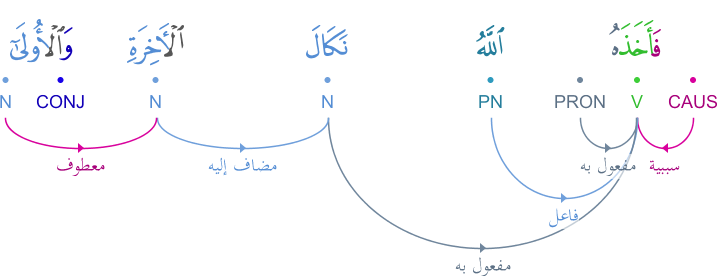 فَأَخَذَهُ ٱللَّهُ نَكَالَ ٱلْـَٔاخِرَةِ وَٱلْأُولَىٰٓ
CAUS V PRON PN N N CONJ N
سببية مفعول به مضاف إليه معطوف
فاعل
مفعول به